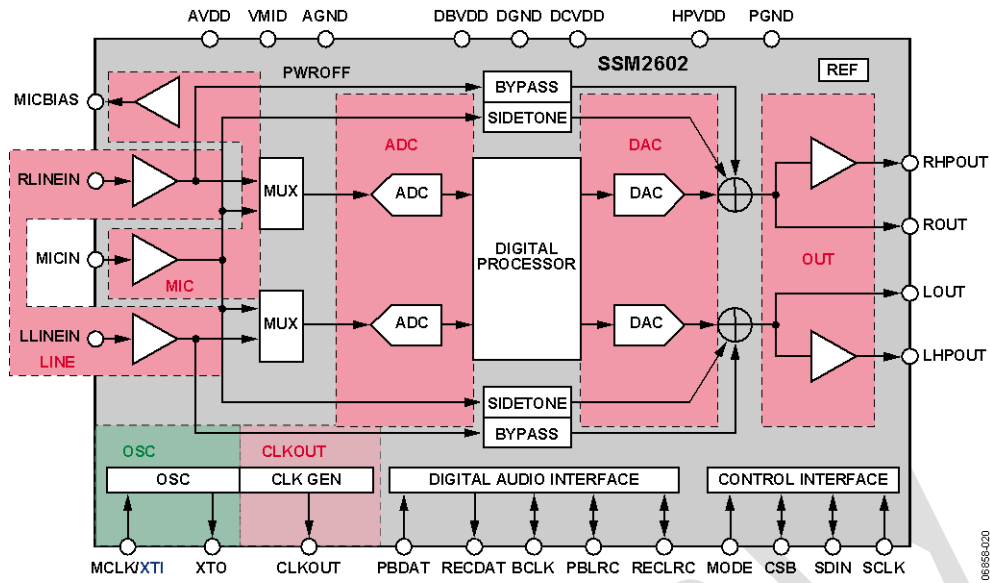 AVDD VMID AGND DBVDD DGND DCVDD HPVDD PGND
SSM2602
PWROFF
REF
BYPASS
SIDETONE
MICBIAS
ADC
DAC
RLINEIN
MUX
ADC
DAC
RHPOUT
ROUT
MICIN
MIC
DIGITAL
PROCESSOR
OUT
LOUT
MUX
ADC
DAC
LLINEIN
LINE
LHPOUT
SIDETONE
BYPASS
OSC
CLKOUT
OSC
CLK GEN
DIGITAL AUDIO INTERFACE
CONTROL INTERFACE
MCLK/XTI XTO CLKOUT PBDAT RECDAT BCLK PBLRC RECLRC MODE CSB SDIN SCLK
06858-020